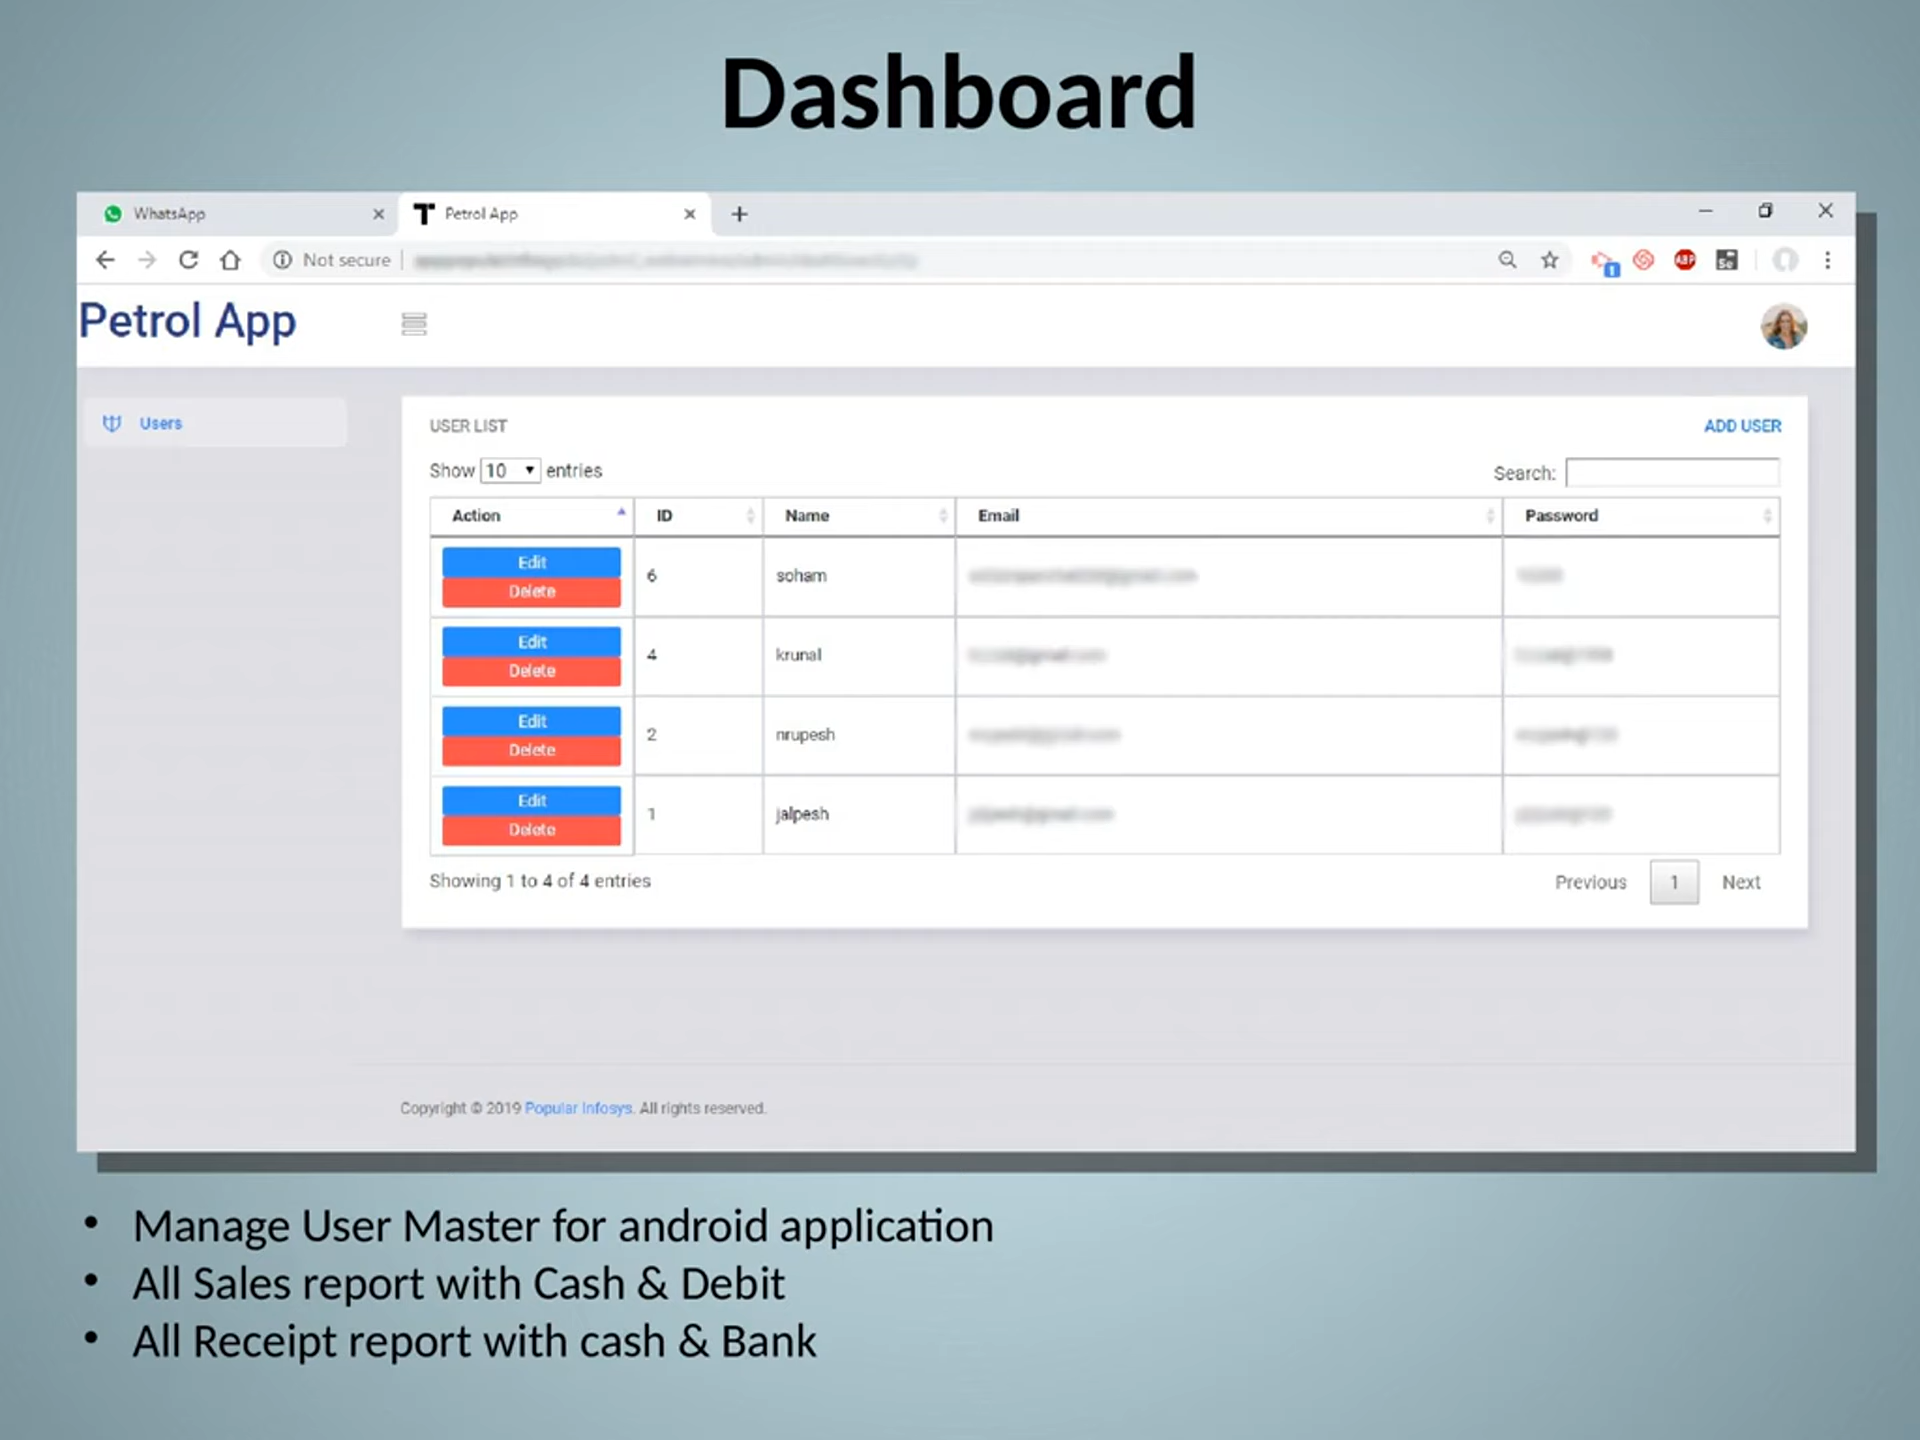 Dashboard
WhatsApp
Petrol App
Not secure
ABP
Se
1
Petrol App
Users
USER LIST
ADD USER
Show 10 entries
Search:
Action ID Name Email Password
Edit
Delete
6 soham
Edit
Delete
4 krunal
Edit
Delete
2 nrupesh
Edit
Delete
1 jalpesh
Showing 1 to 4 of 4 entries
Previous 1 Next
Copyright © 2019 Popular Infosys. All rights reserved.
• Manage User Master for android application
• All Sales report with Cash & Debit
• All Receipt report with cash & Bank